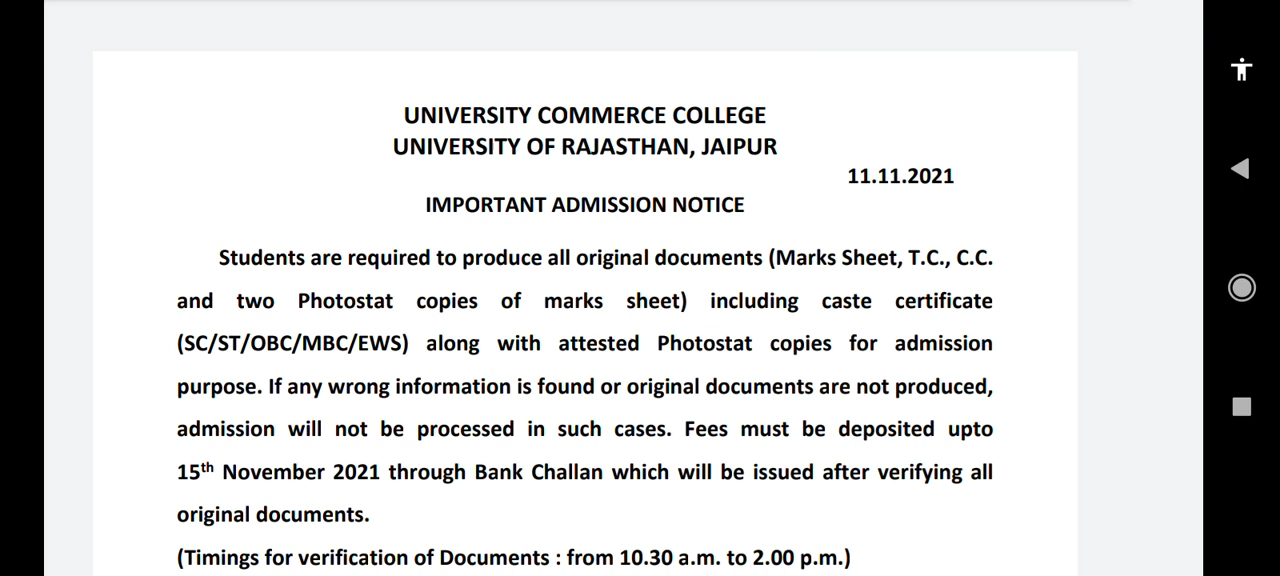 UNIVERSITY COMMERCE COLLEGE
UNIVERSITY OF RAJASTHAN, JAIPUR
11.11.2021
IMPORTANT ADMISSION NOTICE
Students are required to produce all original documents (Marks Sheet, T.C., C.C.
and two Photostat copies of marks sheet) including caste certificate
(SC/ST/OBC/MBC/EWS) along with attested Photostat copies for admission
purpose. If any wrong information is found or original documents are not produced,
admission will not be processed in such cases. Fees must be deposited upto
15th November 2021 through Bank Challan which will be issued after verifying all
original documents.
(Timings for verification of Documents : from 10.30 a.m. to 2.00 p.m.)